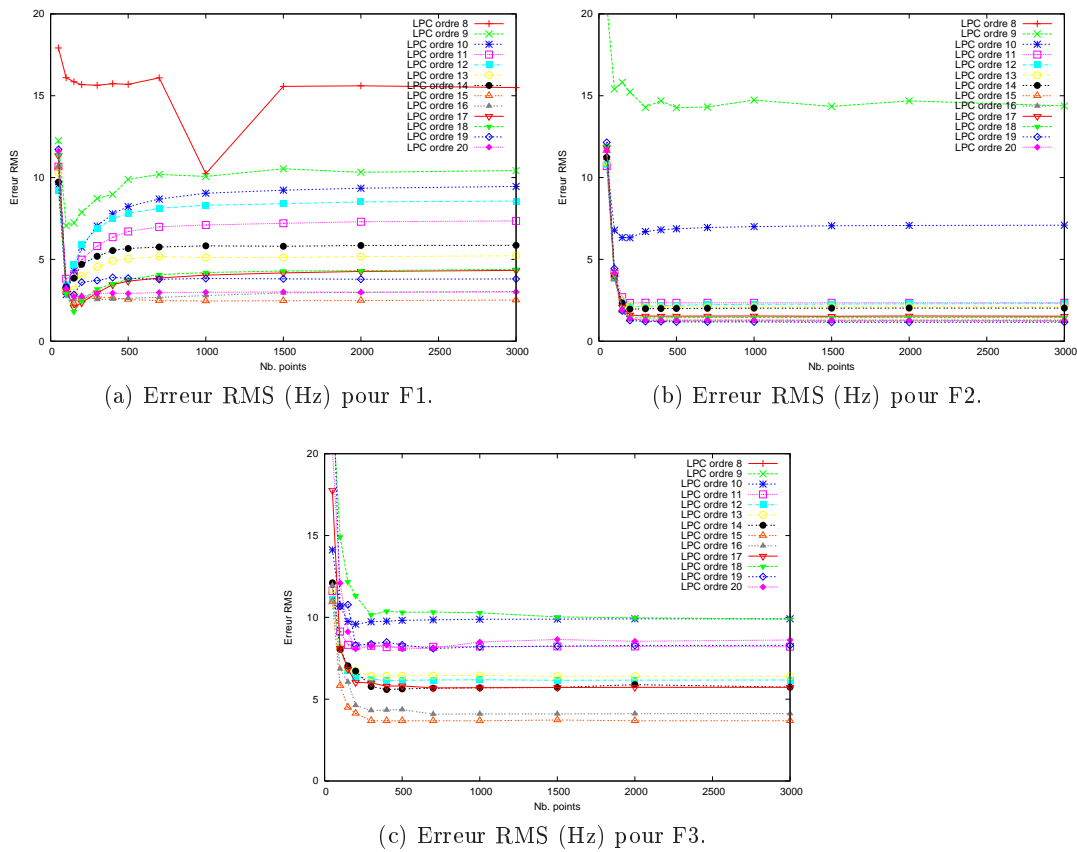 20
15
10
5
0
Erreur RMS
0
500
1000
1500
2000
2500
3000
Nb. points
LPC ordre 8
LPC ordre 9
LPC ordre 10
LPC ordre 11
LPC ordre 12
LPC ordre 13
LPC ordre 14
LPC ordre 15
LPC ordre 16
LPC ordre 17
LPC ordre 18
LPC ordre 19
LPC ordre 20
(a) Erreur RMS (Hz) pour F1.
20
15
10
5
0
Erreur RMS
0
500
1000
1500
2000
2500
3000
Nb. points
LPC ordre 8
LPC ordre 9
LPC ordre 10
LPC ordre 11
LPC ordre 12
LPC ordre 13
LPC ordre 14
LPC ordre 15
LPC ordre 16
LPC ordre 17
LPC ordre 18
LPC ordre 19
LPC ordre 20
(b) Erreur RMS (Hz) pour F2.
20
15
10
5
0
Erreur RMS
0
500
1000
1500
2000
2500
3000
Nb. points
LPC ordre 8
LPC ordre 9
LPC ordre 10
LPC ordre 11
LPC ordre 12
LPC ordre 13
LPC ordre 14
LPC ordre 15
LPC ordre 16
LPC ordre 17
LPC ordre 18
LPC ordre 19
LPC ordre 20
(c) Erreur RMS (Hz) pour F3.